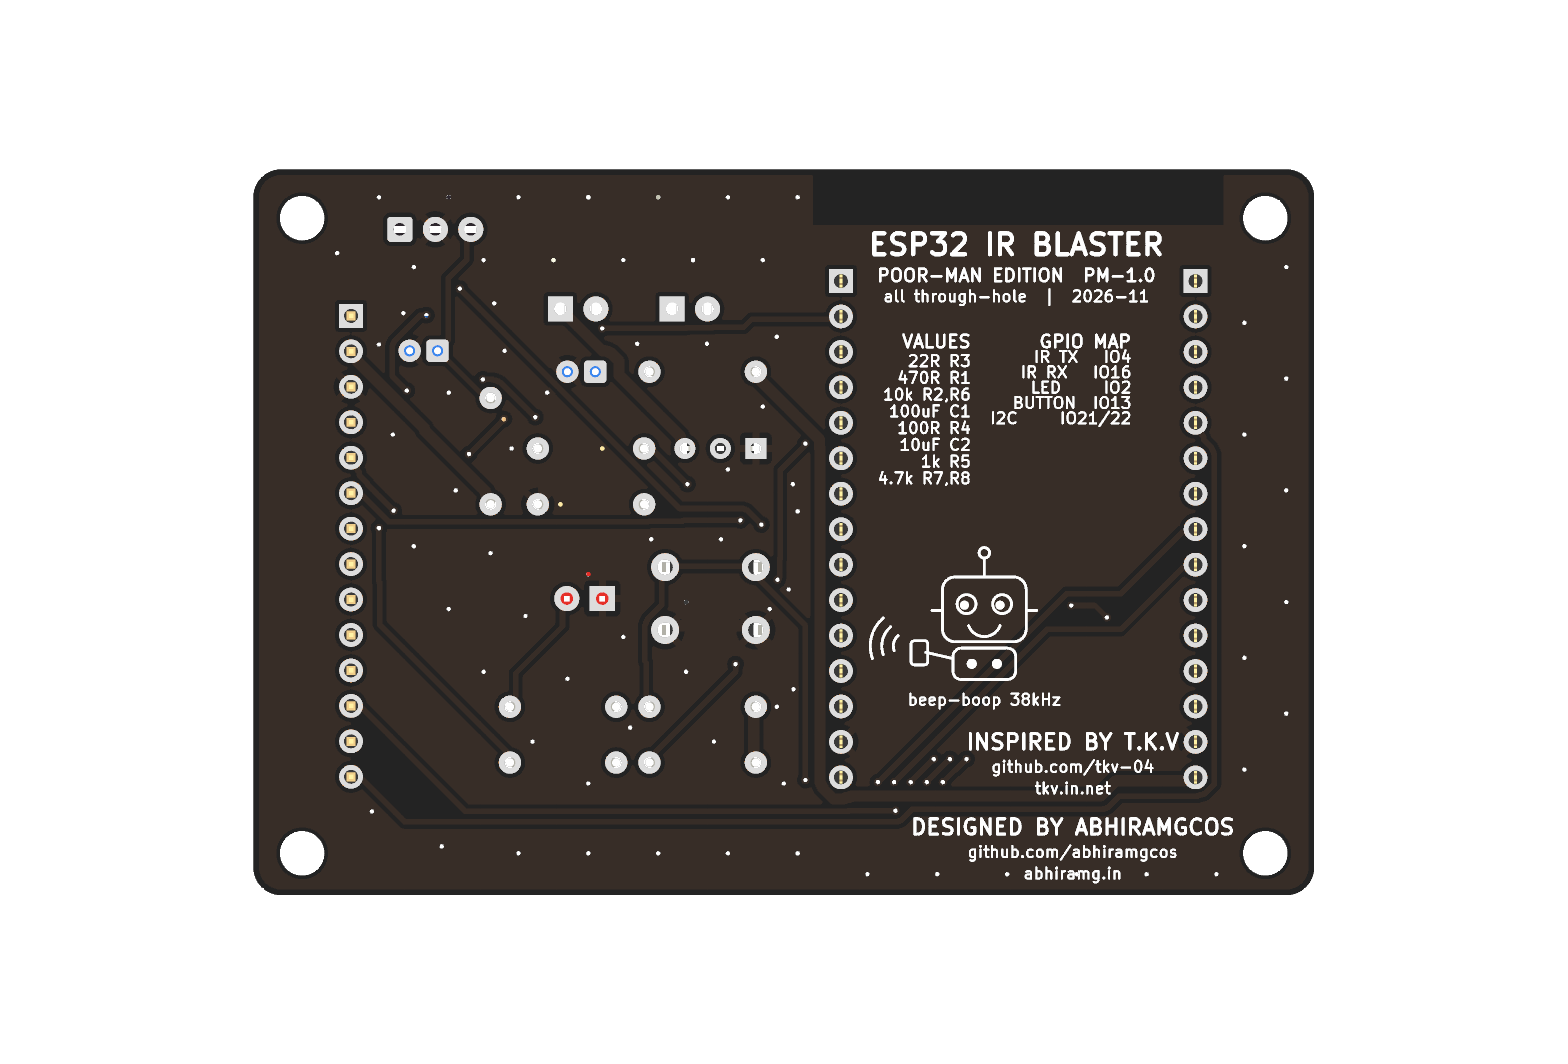 ESP32 IR BLASTER
POOR-MAN EDITION PM-1.0
all through-hole | 2026-11
VALUES
22R R3
470R R1
10k R2,R6
100uF C1
100R R4
10uF C2
1k R5
4.7k R7,R8
GPIO MAP
IR TX IO4
IR RX IO16
LED IO2
BUTTON IO13
I2C IO21/22
beep-boop 38kHz
INSPIRED BY T.K.V
github.com/tkv-04
tkv.in.net
DESIGNED BY ABHIRAMGCOS
github.com/abhiramgcos
abhiramg.in